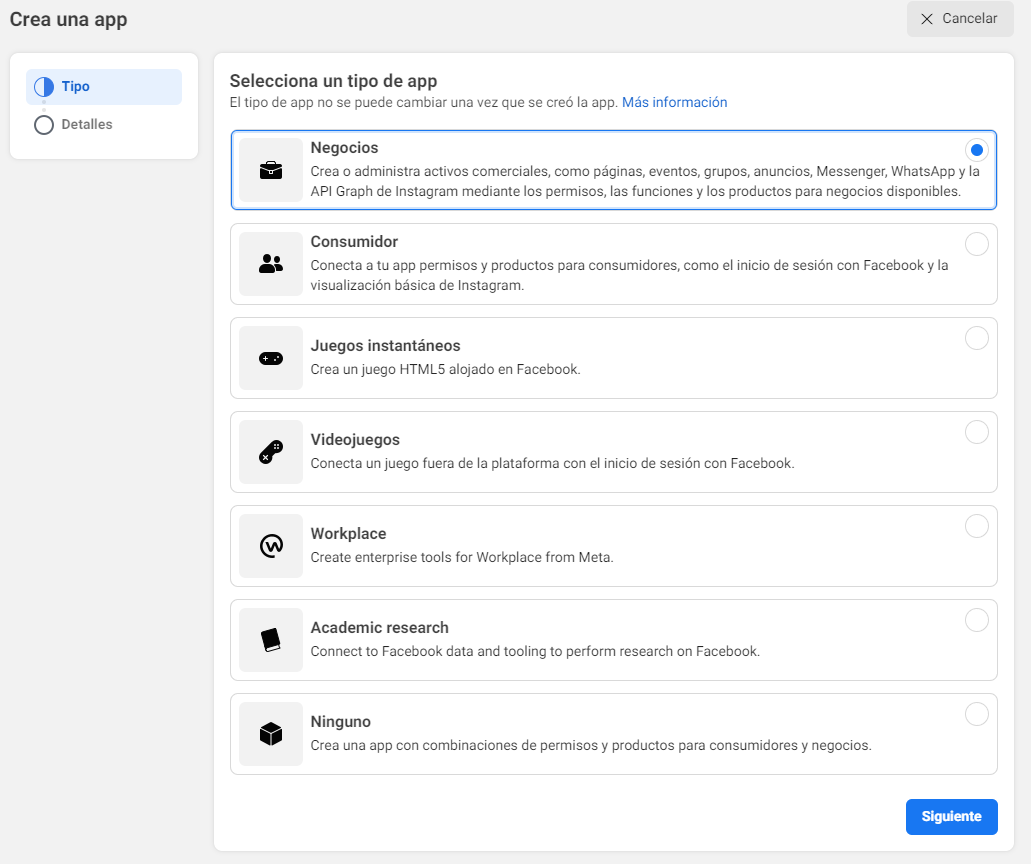 Crea una app
Cancelar
Tipo
Detalles
Selecciona un tipo de app
El tipo de app no se puede cambiar una vez que se creó la app. Más información
Negocios
Crea o administra activos comerciales, como páginas, eventos, grupos, anuncios, Messenger, WhatsApp y la
API Graph de Instagram mediante los permisos, las funciones y los productos para negocios disponibles.
Consumidor
Conecta a tu app permisos y productos para consumidores, como el inicio de sesión con Facebook y la
visualización básica de Instagram.
Juegos instantáneos
Crea un juego HTML5 alojado en Facebook.
Videojuegos
Conecta un juego fuera de la plataforma con el inicio de sesión con Facebook.
Workplace
Create enterprise tools for Workplace from Meta.
Academic research
Connect to Facebook data and tooling to perform research on Facebook.
Ninguno
Crea una app con combinaciones de permisos y productos para consumidores y negocios.
Siguiente